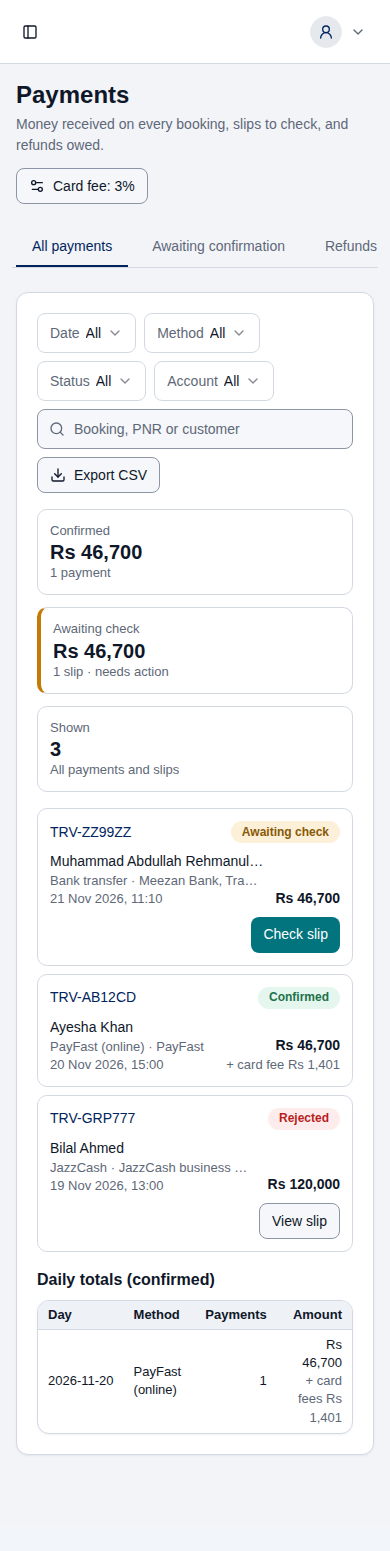 Payments
Money received on every booking, slips to check, and
refunds owed.
Card fee: 3%
All payments Awaiting confirmation Refunds
Date All Method All
Status All Account All
Booking, PNR or customer
Export CSV
Confirmed
Rs 46,700
1 payment
Awaiting check
Rs 46,700
1 slip · needs action
Shown
3
All payments and slips
TRV-ZZ99ZZ Awaiting check
Muhammad Abdullah Rehmanul…
Bank transfer · Meezan Bank, Tra…
21 Nov 2026, 11:10 Rs 46,700
Check slip
TRV-AB12CD Confirmed
Ayesha Khan
PayFast (online) · PayFast Rs 46,700
20 Nov 2026, 15:00 + card fee Rs 1,401
TRV-GRP777 Rejected
Bilal Ahmed
JazzCash · JazzCash business …
19 Nov 2026, 13:00 Rs 120,000
View slip
Daily totals (confirmed)
Day Method Payments Amount
2026-11-20 PayFast (online) 1 Rs
46,700
+ card
fees Rs
1,401